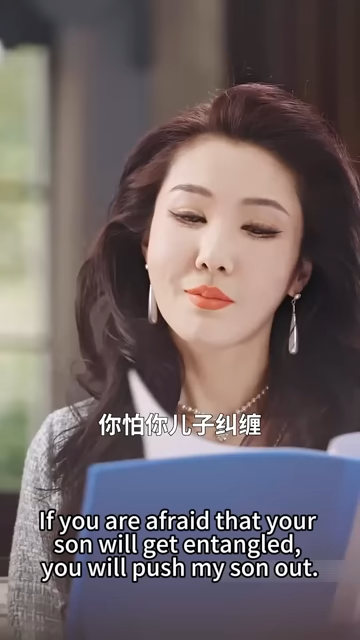 你怕你儿子纠缠
If you are afraid that your
son will get entangled,
you will push my son out.